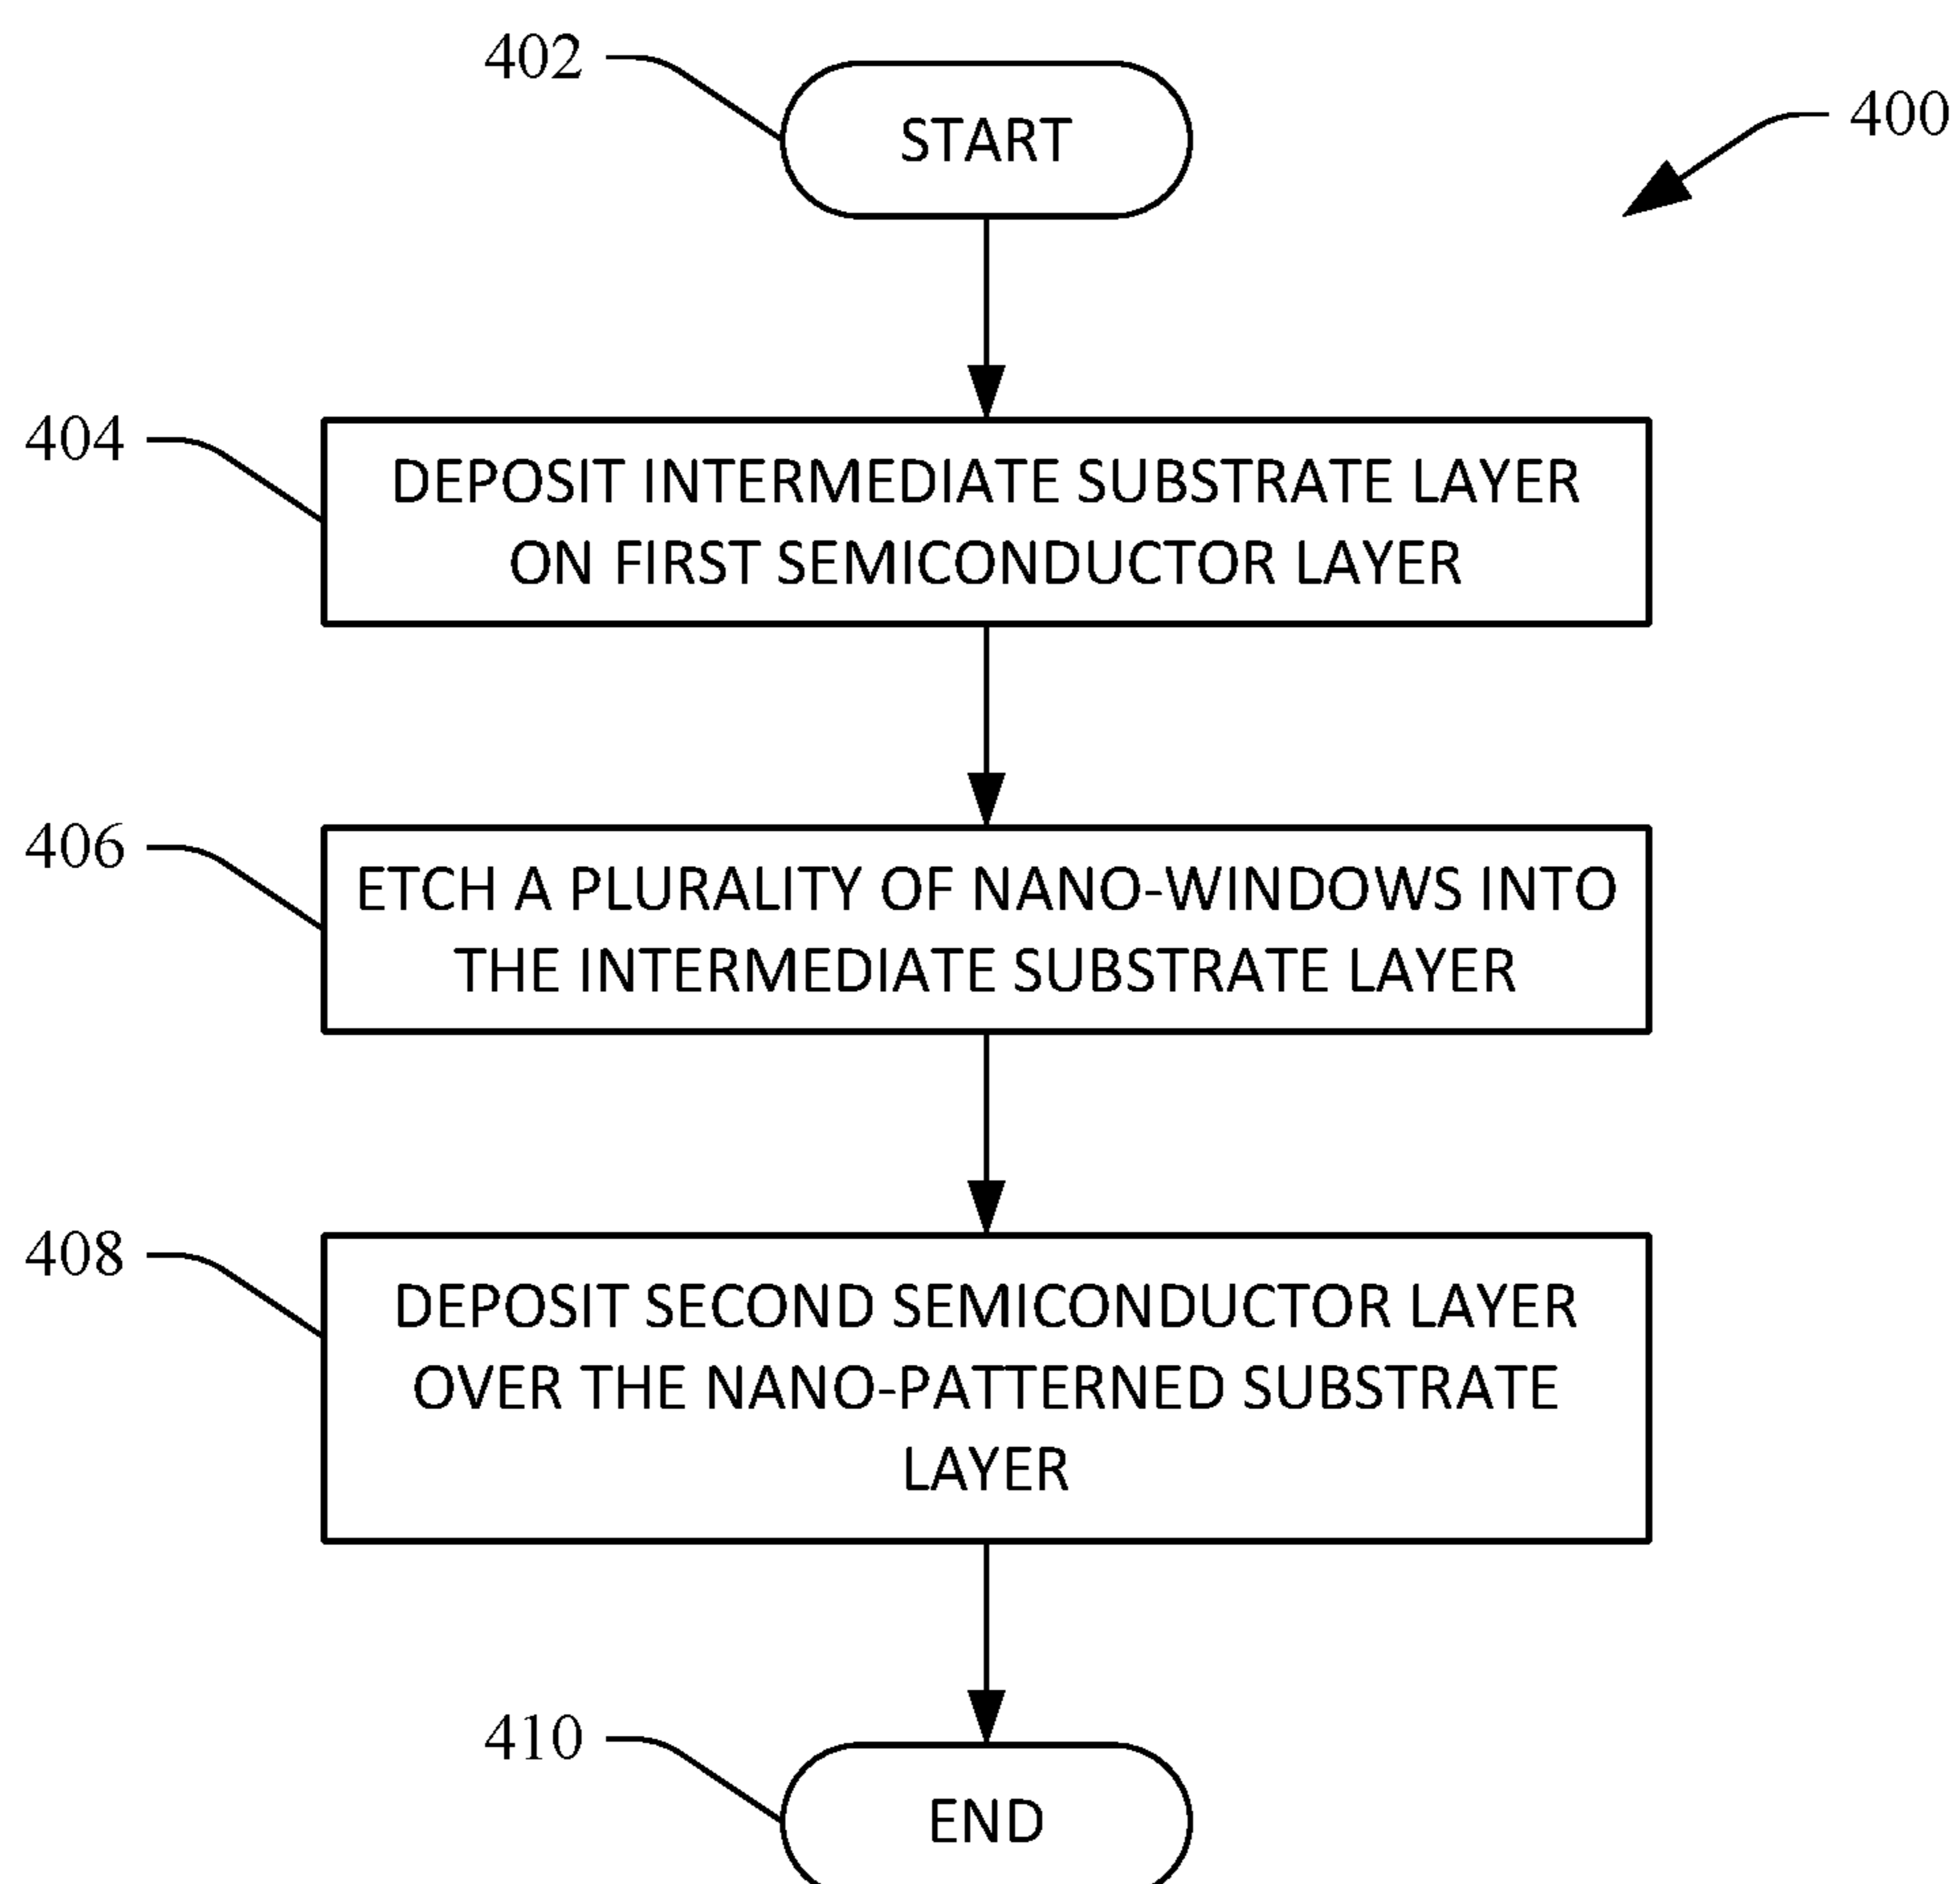 402
START
400
404
DEPOSIT INTERMEDIATE SUBSTRATE LAYER
ON FIRST SEMICONDUCTOR LAYER
406
ETCH A PLURALITY OF NANO-WINDOWS INTO
THE INTERMEDIATE SUBSTRATE LAYER
408
DEPOSIT SECOND SEMICONDUCTOR LAYER
OVER THE NANO-PATTERNED SUBSTRATE
LAYER
410
END